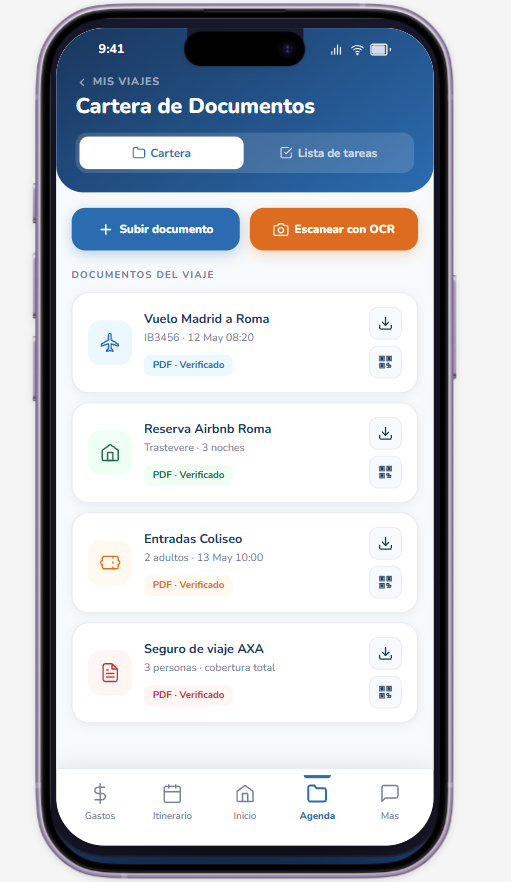 9:41
MIS VIAJES
Cartera de Documentos
Cartera
Lista de tareas
Subir documento
Escanear con OCR
DOCUMENTOS DEL VIAJE
Vuelo Madrid a Roma
IB3456 · 12 May 08:20
PDF · Verificado
Reserva Airbnb Roma
Trastevere · 3 noches
PDF · Verificado
Entradas Coliseo
2 adultos · 13 May 10:00
PDF · Verificado
Seguro de viaje AXA
3 personas · cobertura total
PDF · Verificado
Gastos
Itinerario
Inicio
Agenda
Mas